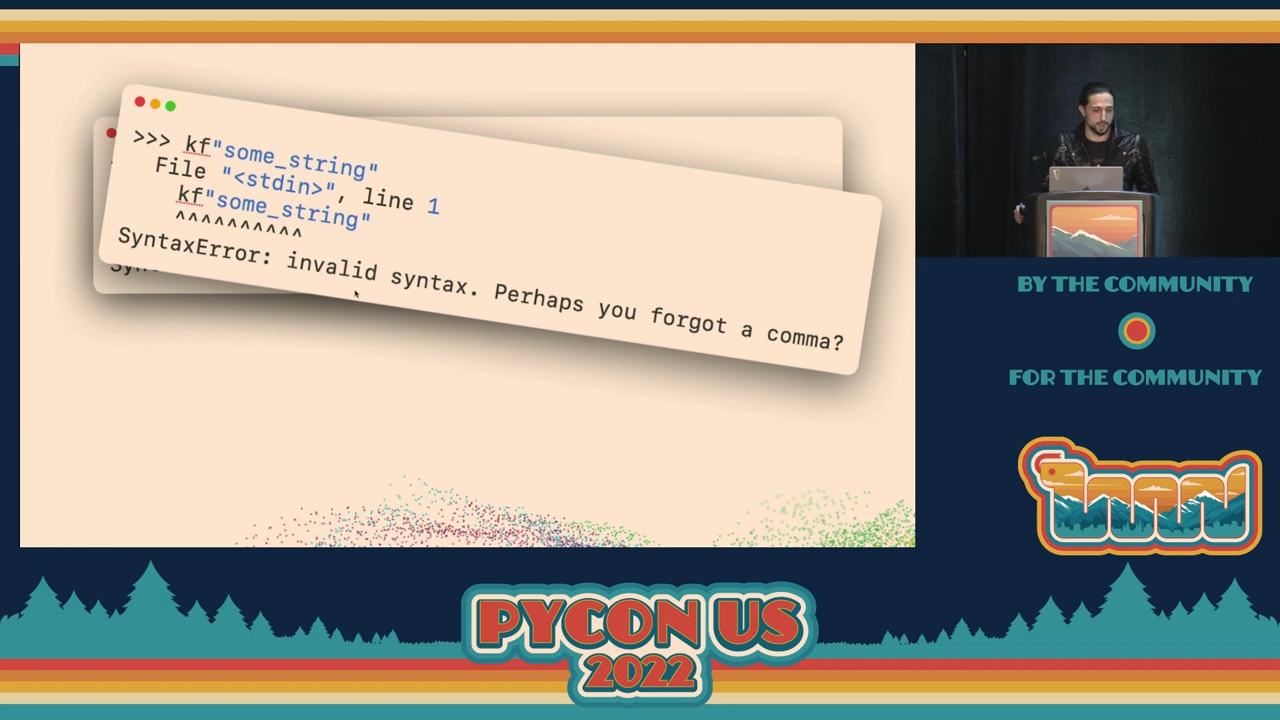 >>> kf"some_string"
File "<stdin>", line 1
kf"some_string"
^^^^^^^^^^
SyntaxError: invalid syntax. Perhaps you forgot a comma?
BY THE COMMUNITY
FOR THE COMMUNITY
PYCON US
2022